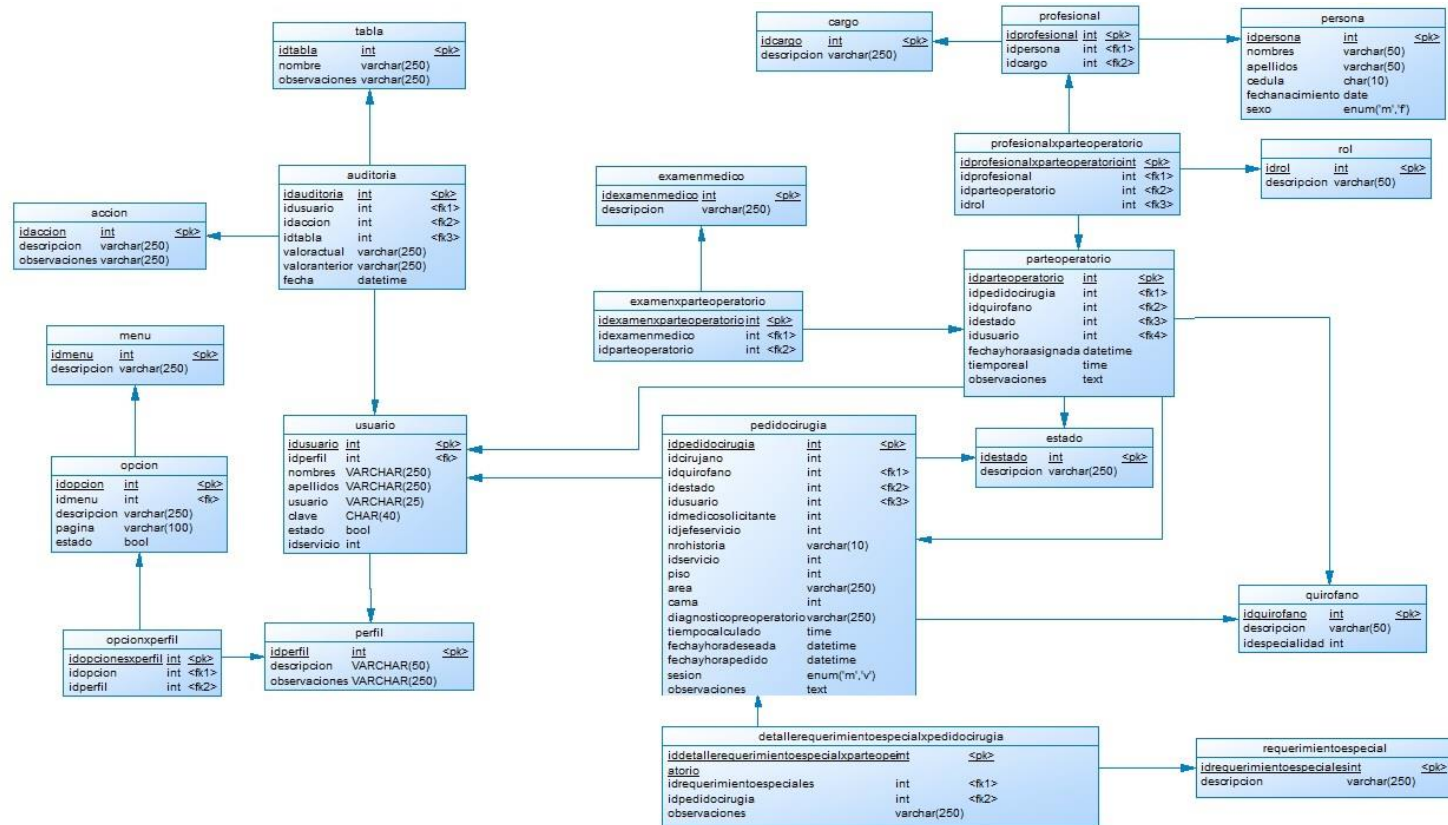 tabla
idtabla int <pk>
nombre varchar(250)
observaciones varchar(250)
cargo
idcargo int <pk>
descripcion varchar(250)
profesional
idprofesional int <pk>
idpersona int <fk1>
idcargo int <fk2>
persona
idpersona int <pk>
nombres varchar(50)
apellidos varchar(50)
cedula char(10)
fechanacimiento date
sexo enum('m','f')
profesionalxparteoperatorio
idprofesionalxparteoperatorio int <pk>
idprofesional int <fk1>
idparteoperatorio int <fk2>
idrol int <fk3>
rol
idrol int <pk>
descripcion varchar(50)
auditoria
idauditoria int <pk>
idusuario int <fk1>
idaccion int <fk2>
idtabla int <fk3>
valoractual varchar(250)
valoranterior varchar(250)
fecha datetime
accion
idaccion int <pk>
descripcion varchar(250)
observaciones varchar(250)
examenmedico
idexamenmedico int <pk>
descripcion varchar(250)
examenxparteoperatorio
idexamenxparteoperatorio int <pk>
idexamenmedico int <fk1>
idparteoperatorio int <fk2>
parteoperatorio
idparteoperatorio int <pk>
idpedidocirugia int <fk1>
idquirofano int <fk2>
idestado int <fk3>
idusuario int <fk4>
fechayhoraasignada datetime
tiemporeal time
observaciones text
menu
idmenu int <pk>
descripcion varchar(250)
opcion
idopcion int <pk>
idmenu int <fk>
descripcion varchar(250)
pagina varchar(100)
estado bool
usuario
idusuario int <pk>
idperfil int <fk>
nombres VARCHAR(250)
apellidos VARCHAR(250)
usuario VARCHAR(25)
clave CHAR(40)
estado bool
idservicio int
pedidocirugia
idpedidocirugia int <pk>
idcirujano int
idquirofano int <fk1>
idestado int <fk2>
idusuario int <fk3>
idmedicosolicitante int
idjefeservicio int
nrohistoria varchar(10)
idservicio int
piso int
area varchar(250)
cama int
diagnosticopreoperatorio varchar(250)
tiempocalculado time
fechayhoradeseada datetime
fechayhorapedido datetime
sesion enum('m','v')
observaciones text
estado
idestado int <pk>
descripcion varchar(250)
quirofano
idquirofano int <pk>
descripcion varchar(50)
idespecialidad int
opcionxperfil
idopcionesxperfil int <pk>
idopcion int <fk1>
idperfil int <fk2>
perfil
idperfil int <pk>
descripcion VARCHAR(50)
observaciones VARCHAR(250)
detallerequerimientoespecialxpedidocirugia
iddetallerequerimientoespecialxparteoper int <pk>
atorio
idrequerimientoespeciales int <fk1>
idpedidocirugia int <fk2>
observaciones varchar(250)
requerimientoespecial
idrequerimientoespeciales int <pk>
descripcion varchar(250)